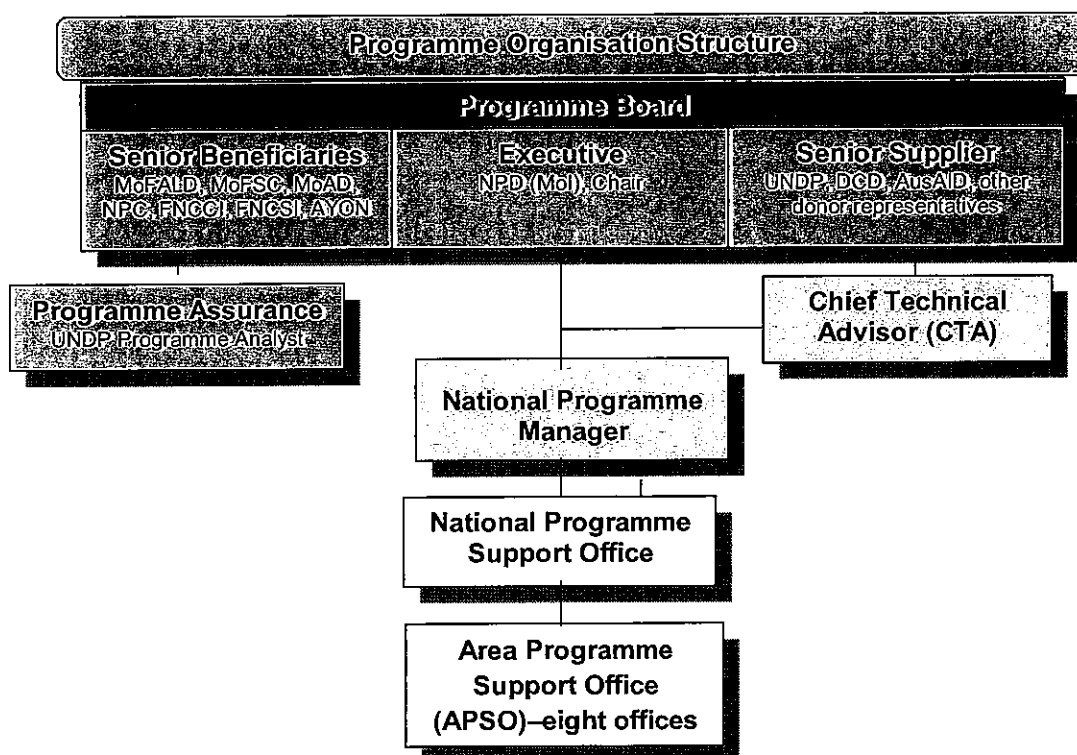 Programme Organisation Structure
Programme Board
Senior Beneficiaries
MoFALD, MoFSC, MoAD,
NPC, FNCCI, FNCSI, AYON
Executive
NPD (MoI), Chair
Senior Supplier
UNDP, DCD, AusAID, other
donor representatives
Programme Assurance
UNDP Programme Analyst
Chief Technical
Advisor (CTA)
National Programme
Manager
National Programme
Support Office
Area Programme
Support Office
(APSO)–eight offices